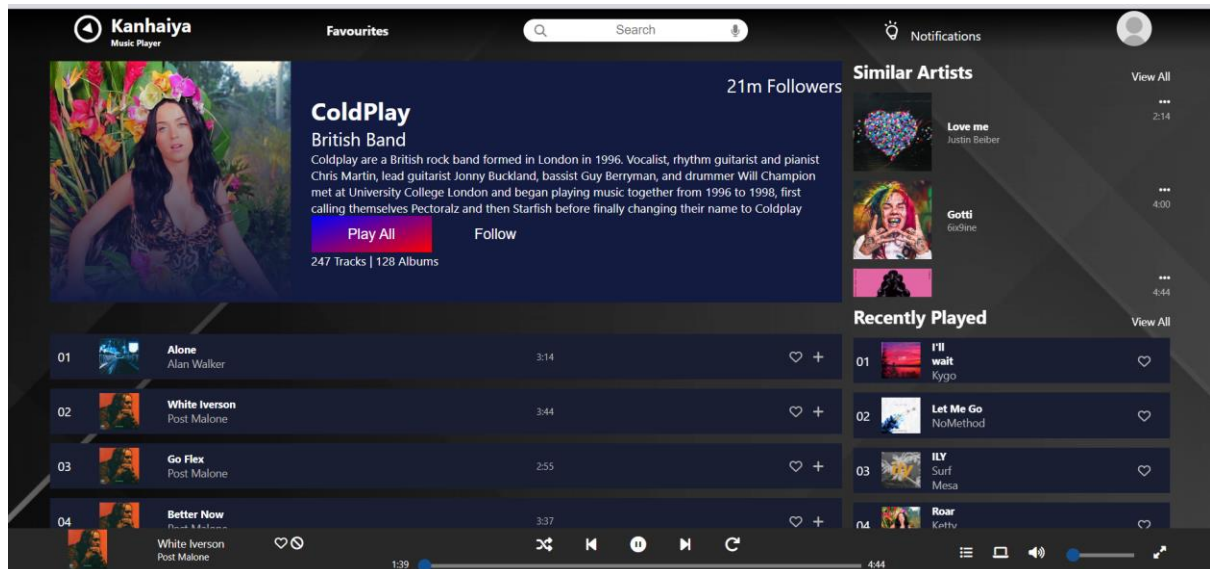 Kanhaiya
Music Player
Favourites
Search
Notifications
21m Followers
ColdPlay
British Band
Coldplay are a British rock band formed in London in 1996. Vocalist, rhythm guitarist and pianist
Chris Martin, lead guitarist Jonny Buckland, bassist Guy Berryman, and drummer Will Champion
met at University College London and began playing music together from 1996 to 1998, first
calling themselves Pectoralz and then Starfish before finally changing their name to Coldplay
Play All
Follow
247 Tracks | 128 Albums
01
Alone
Alan Walker
3:14
02
White Iverson
Post Malone
3:44
03
Go Flex
Post Malone
2:55
04
Better Now
Post Malone
3:37
Similar Artists
View All
Love me
Justin Beiber
2:14
Gotti
6ix9ine
4:00
4:44
Recently Played
View All
01
I'll
wait
Kygo
02
Let Me Go
NoMethod
03
ILY
ILY
Surf
Mesa
04
Roar
Ketty
White Iverson
Post Malone
1:39
4:44